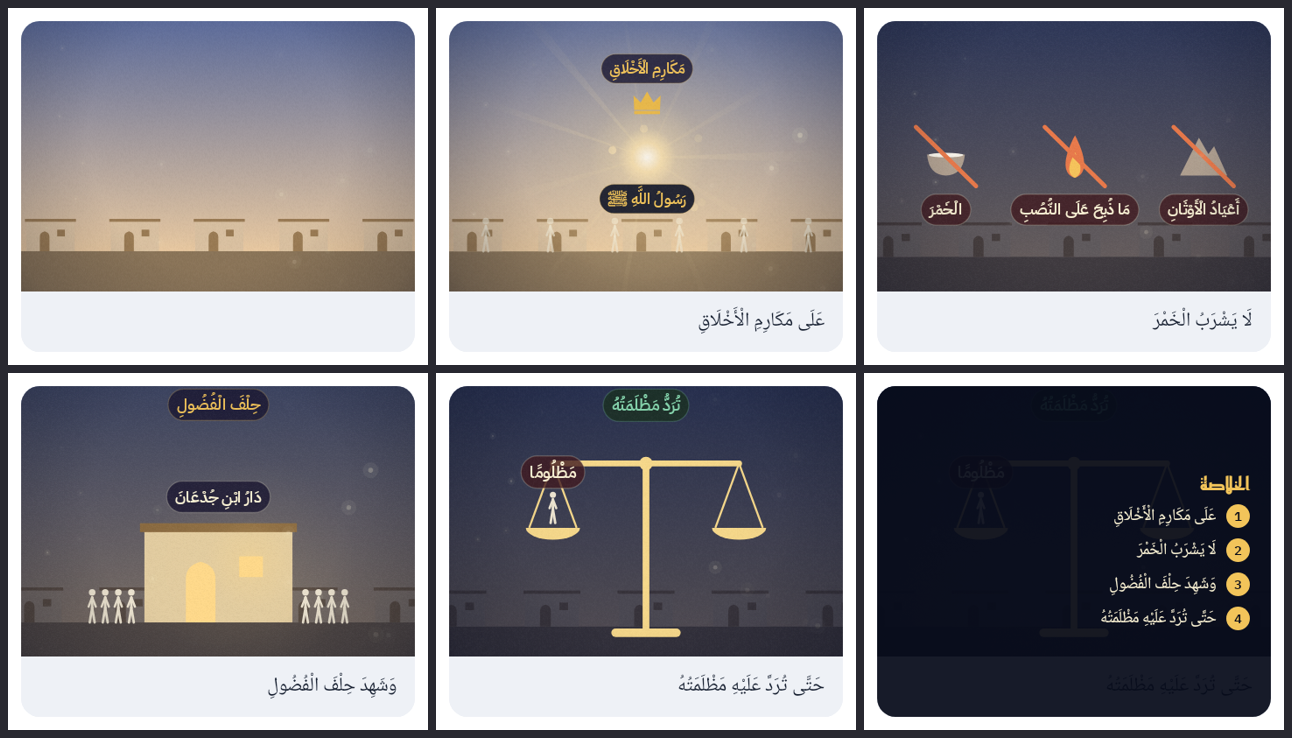 مَكَارِمِ الْأَخْلَاقِ
رَسُولُ اللَّهِ ﷺ
عَلَى مَكَارِمِ الْأَخْلَاقِ
أَعْيَادُ الْأَوْثَانِ
مَا ذُبِحَ عَلَى النُّصُبِ
الْخَمْرَ
لَا يَشْرَبُ الْخَمْرَ
حِلْفَ الْفُضُولِ
دَارُ ابْنِ جُدْعَانَ
وَشَهِدَ حِلْفَ الْفُضُولِ
تُرَدُّ مَظْلَمَتُهُ
مَظْلُومًا
حَتَّى تُرَدَّ عَلَيْهِ مَظْلَمَتُهُ
تُرَدُّ مَظْلَمَتُهُ
مَظْلُومًا
الخلاصة
1 عَلَى مَكَارِمِ الْأَخْلَاقِ
2 لَا يَشْرَبُ الْخَمْرَ
3 وَشَهِدَ حِلْفَ الْفُضُولِ
4 حَتَّى تُرَدَّ عَلَيْهِ مَظْلَمَتُهُ
حَتَّى تُرَدَّ عَلَيْهِ مَظْلَمَتُهُ